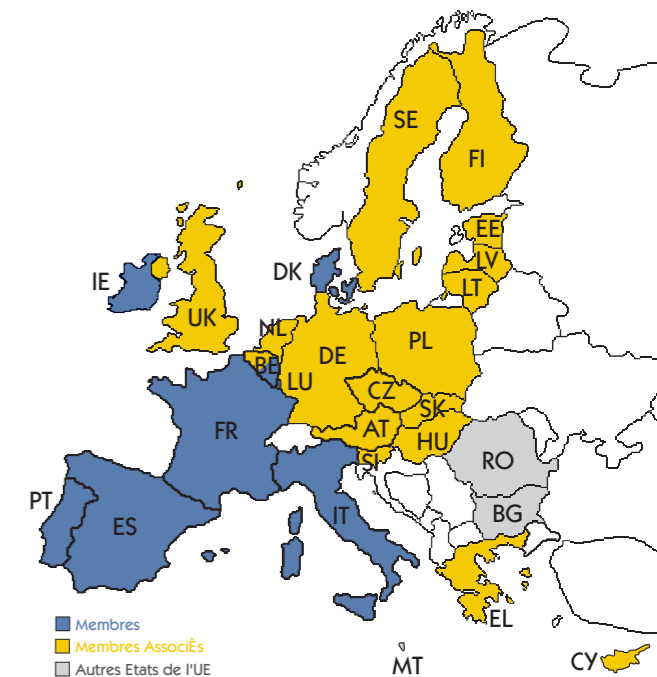 SE
FI
EE
LV
LT
IE
DK
UK
NL
BE
LU
DE
PL
CZ
SK
AT
HU
SI
FR
RO
BG
IT
PT
ES
EL
MT
CY
Membres
Membres AssociÈs
Autres Etats de l'UE